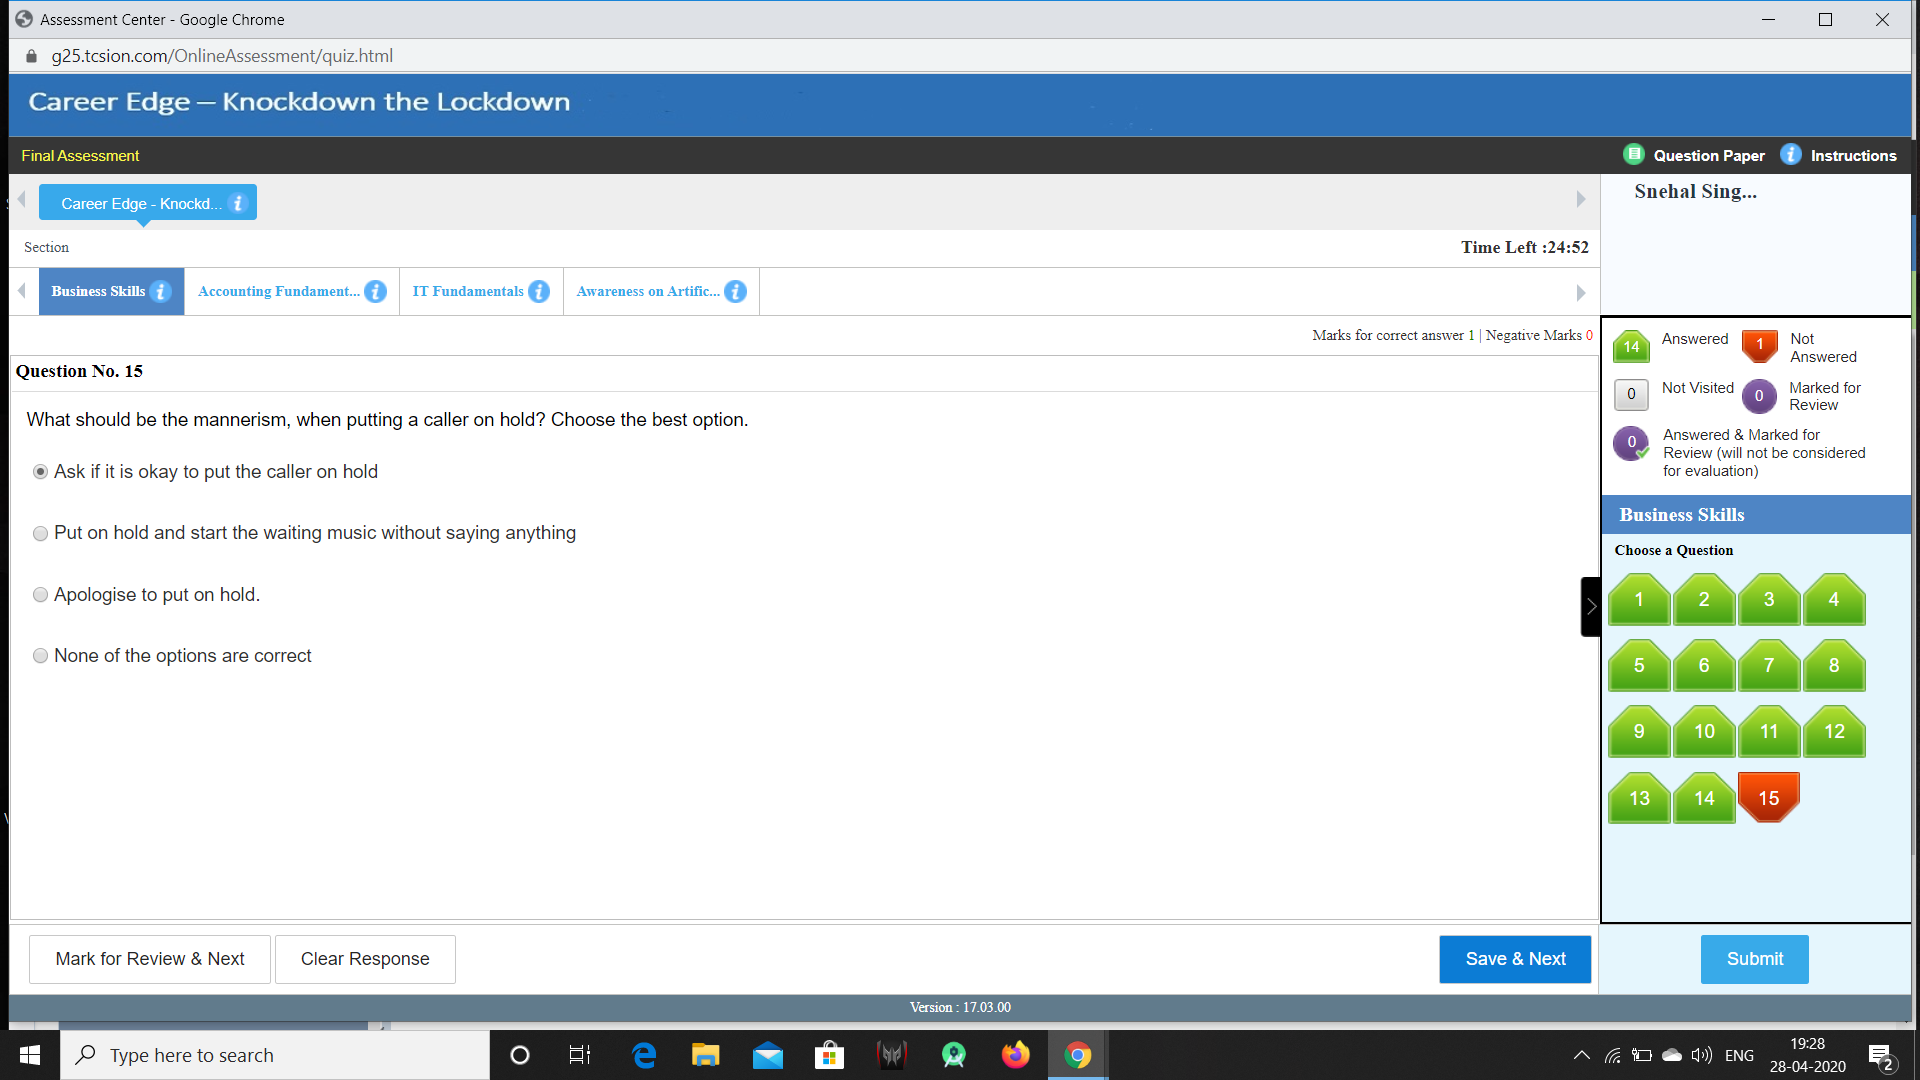 Assessment Center - Google Chrome
g25.tcsion.com/OnlineAssessment/quiz.html
Career Edge – Knockdown the Lockdown
Final Assessment
Question Paper
Instructions
Career Edge - Knockd...
Snehal Sing...
Section
Time Left :24:52
Business Skills
Accounting Fundament...
IT Fundamentals
Awareness on Artific...
Marks for correct answer 1 | Negative Marks 0
Question No. 15
What should be the mannerism, when putting a caller on hold? Choose the best option.
Ask if it is okay to put the caller on hold
Put on hold and start the waiting music without saying anything
Apologise to put on hold.
None of the options are correct
14 Answered
1 Not
Answered
0 Not Visited
0 Marked for
Review
0 Answered & Marked for
Review (will not be considered
for evaluation)
Business Skills
Choose a Question
1 2 3 4
5 6 7 8
9 10 11 12
13 14 15
Mark for Review & Next
Clear Response
Save & Next
Submit
Version : 17.03.00
Type here to search
ENG
19:28
28-04-2020
2